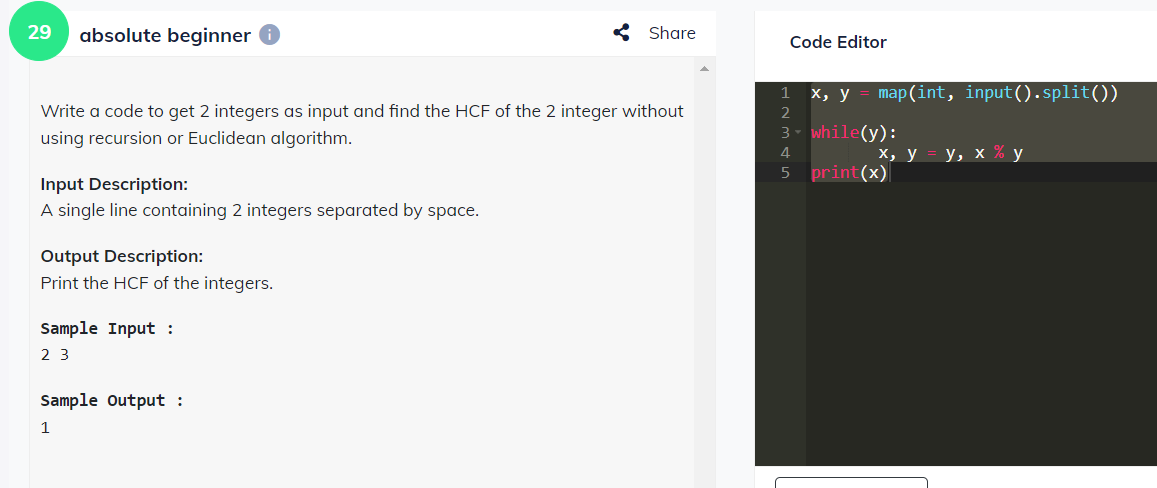 29
absolute beginner i
Share
Write a code to get 2 integers as input and find the HCF of the 2 integer without
using recursion or Euclidean algorithm.
Input Description:
A single line containing 2 integers separated by space.
Output Description:
Print the HCF of the integers.
Sample Input :
2 3
Sample Output :
1
Code Editor
1 x, y = map(int, input().split())
2
3 while(y):
4 x, y = y, x % y
5 print(x)